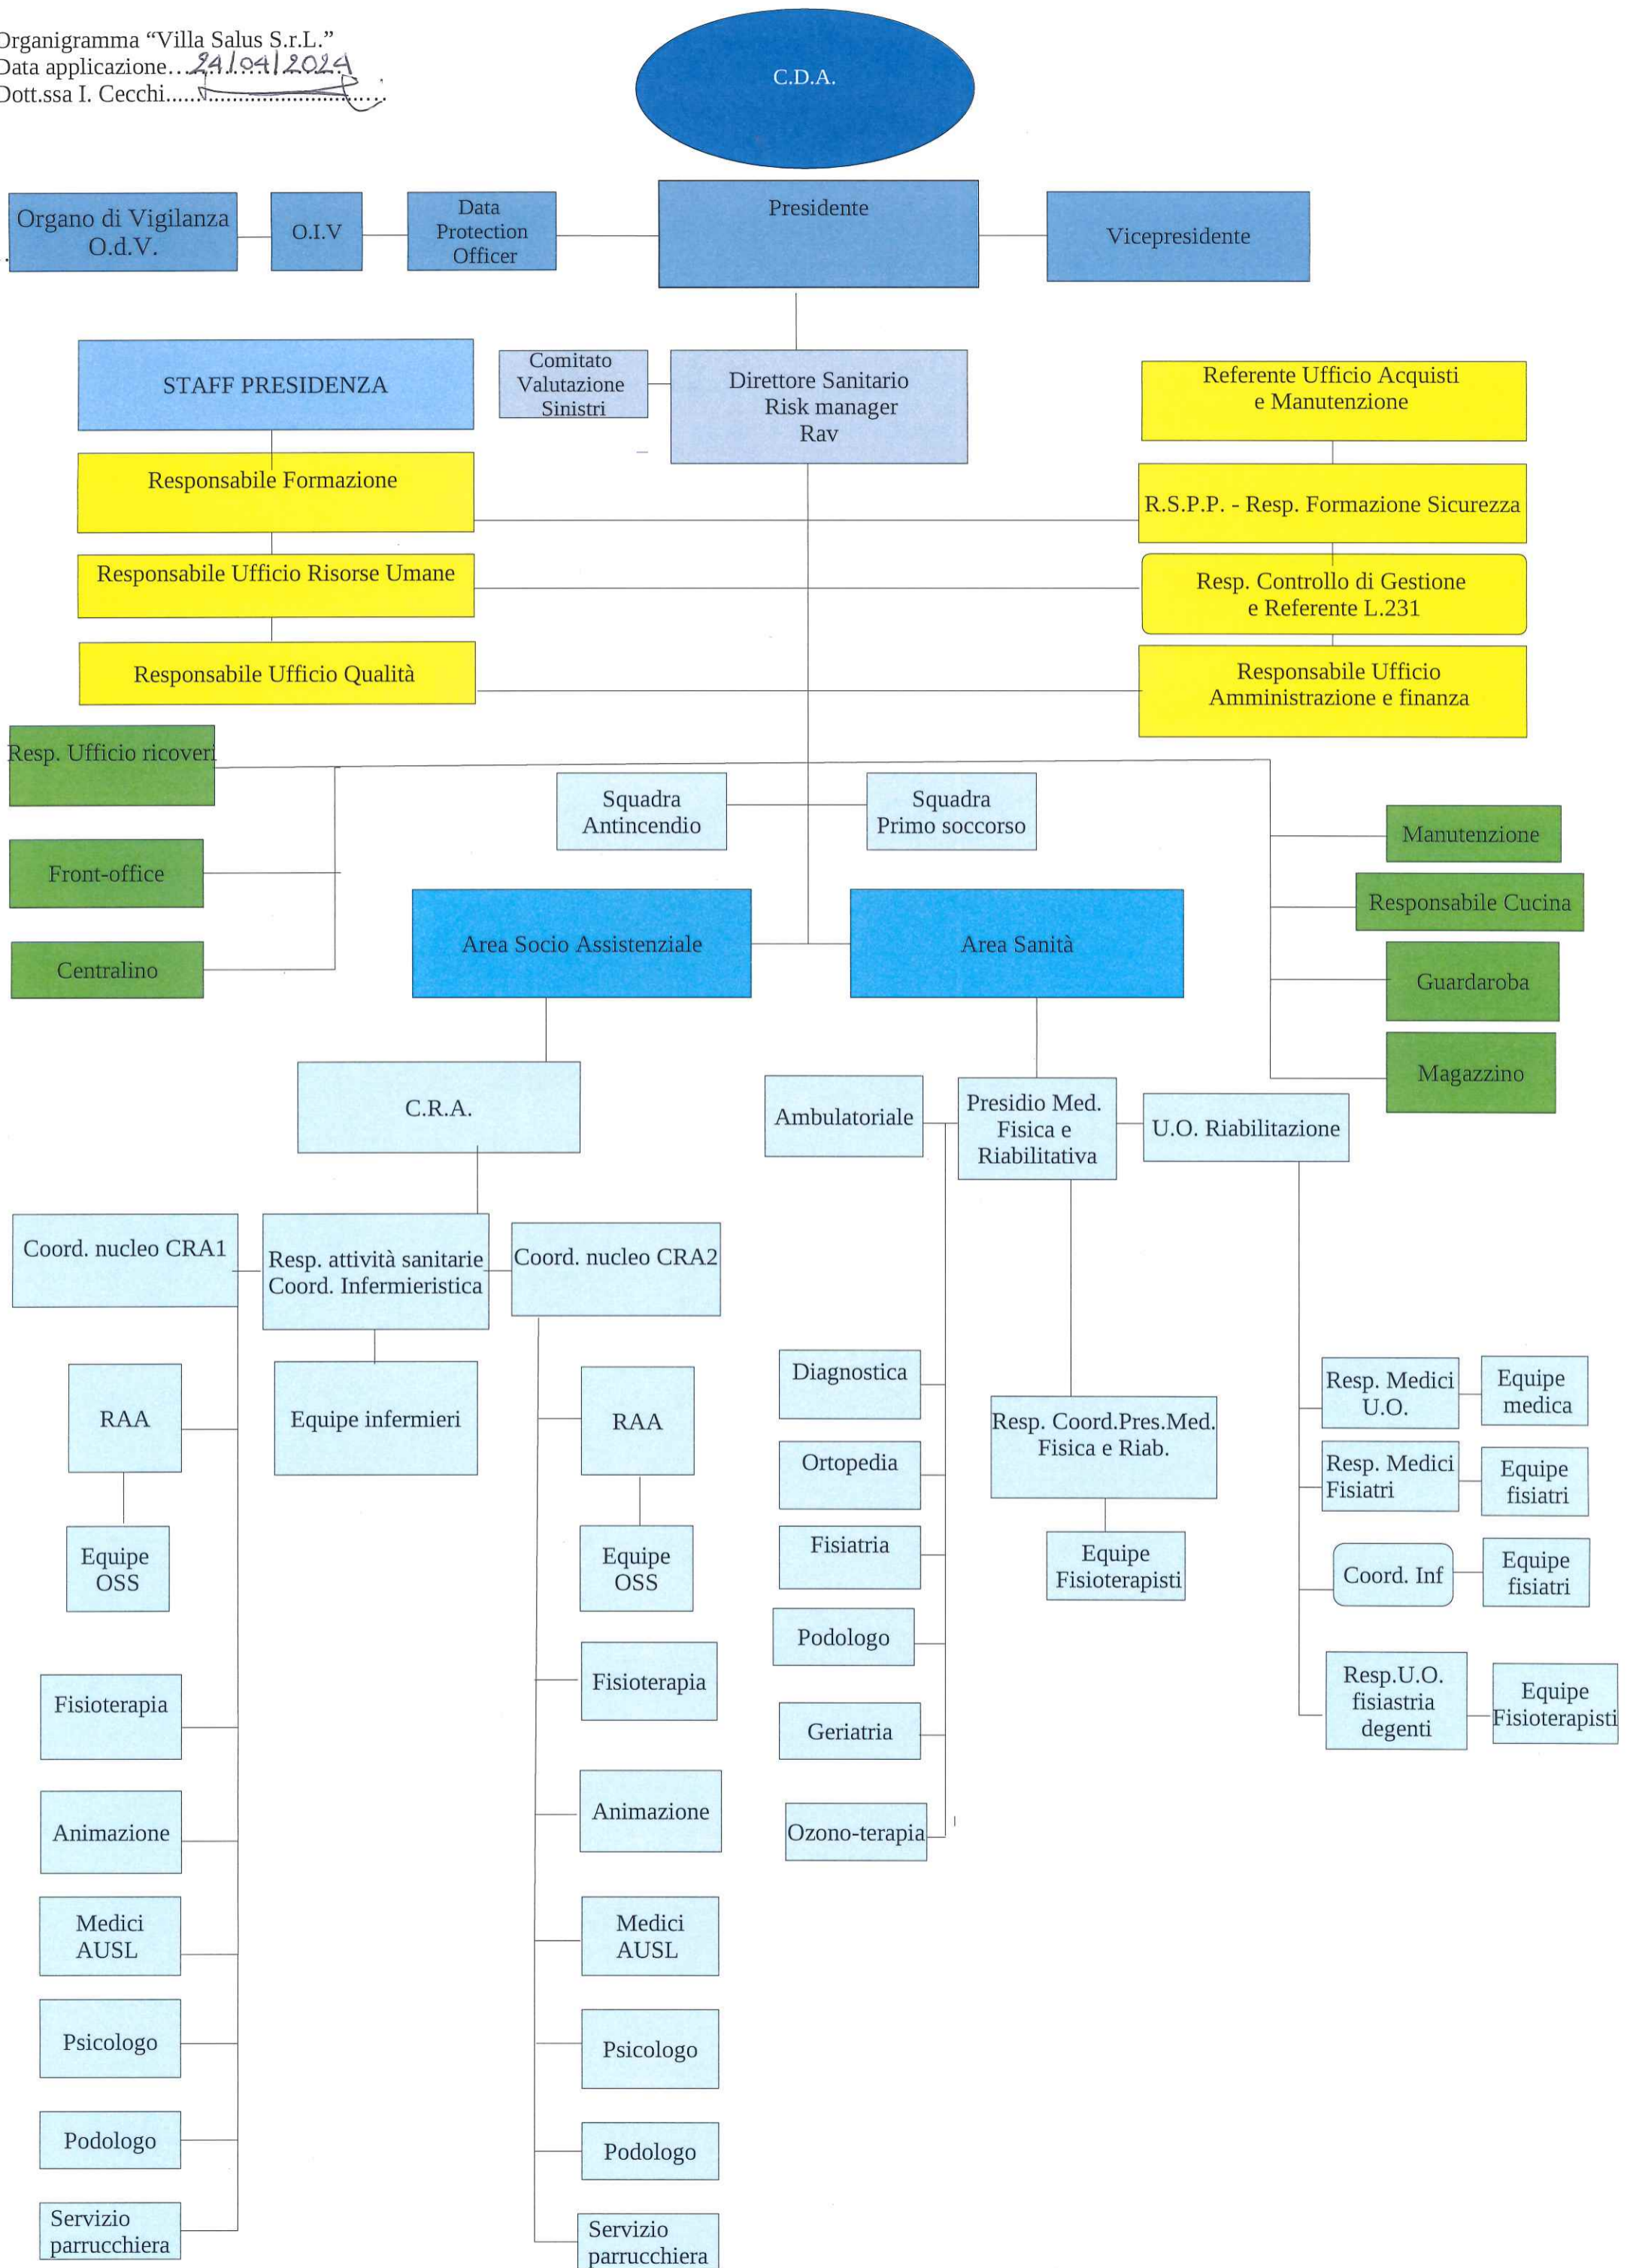 Organigramma “Villa Salus S.r.L.”
Data applicazione...24/04/2024
Dott.ssa I. Cecchi......
C.D.A.
Organo di Vigilanza
O.d.V.
O.I.V
Data
Protection
Officer
Presidente
Vicepresidente
STAFF PRESIDENZA
Comitato
Valutazione
Sinistri
Direttore Sanitario
Risk manager
Rav
Referente Ufficio Acquisti
e Manutenzione
Responsabile Formazione
R.S.P.P. - Resp. Formazione Sicurezza
Responsabile Ufficio Risorse Umane
Resp. Controllo di Gestione
e Referente L.231
Responsabile Ufficio Qualità
Responsabile Ufficio
Amministrazione e finanza
Resp. Ufficio ricoveri
Squadra
Antincendio
Squadra
Primo soccorso
Manutenzione
Front-office
Responsabile Cucina
Area Socio Assistenziale
Area Sanità
Centralino
Guardaroba
Magazzino
C.R.A.
Ambulatoriale
Presidio Med.
Fisica e
Riabilitativa
U.O. Riabilitazione
Coord. nucleo CRA1
Resp. attività sanitarie
Coord. Infermieristica
Coord. nucleo CRA2
RAA
Equipe infermieri
RAA
Diagnostica
Resp. Coord.Pres.Med.
Fisica e Riab.
Resp. Medici
U.O.
Equipe
medica
Ortopedia
Resp. Medici
Fisiatri
Equipe
fisiatri
Equipe
OSS
Equipe
OSS
Fisiatria
Equipe
Fisioterapisti
Coord. Inf
Equipe
fisiatri
Podologo
Fisioterapia
Fisioterapia
Geriatria
Resp.U.O.
fisiastria
degenti
Equipe
Fisioterapisti
Animazione
Animazione
Ozono-terapia
Medici
AUSL
Medici
AUSL
Psicologo
Psicologo
Podologo
Podologo
Servizio
parrucchiera
Servizio
parrucchiera